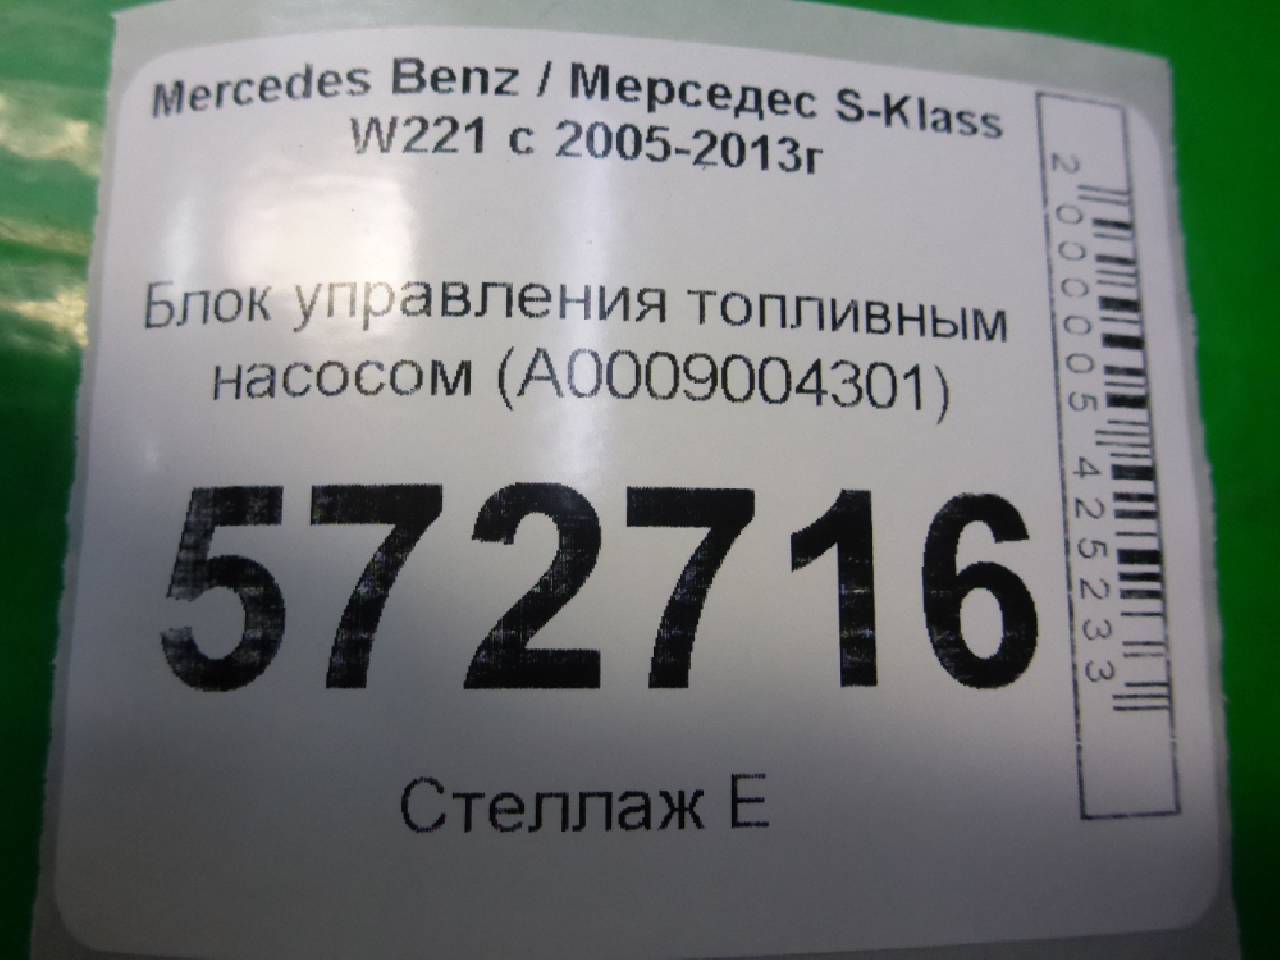 Mercedes Benz / Мерседес S-Klass
W221 с 2005-2013г
Блок управления топливным
насосом (A0009004301)
572716
Стеллаж Е
2000005425233